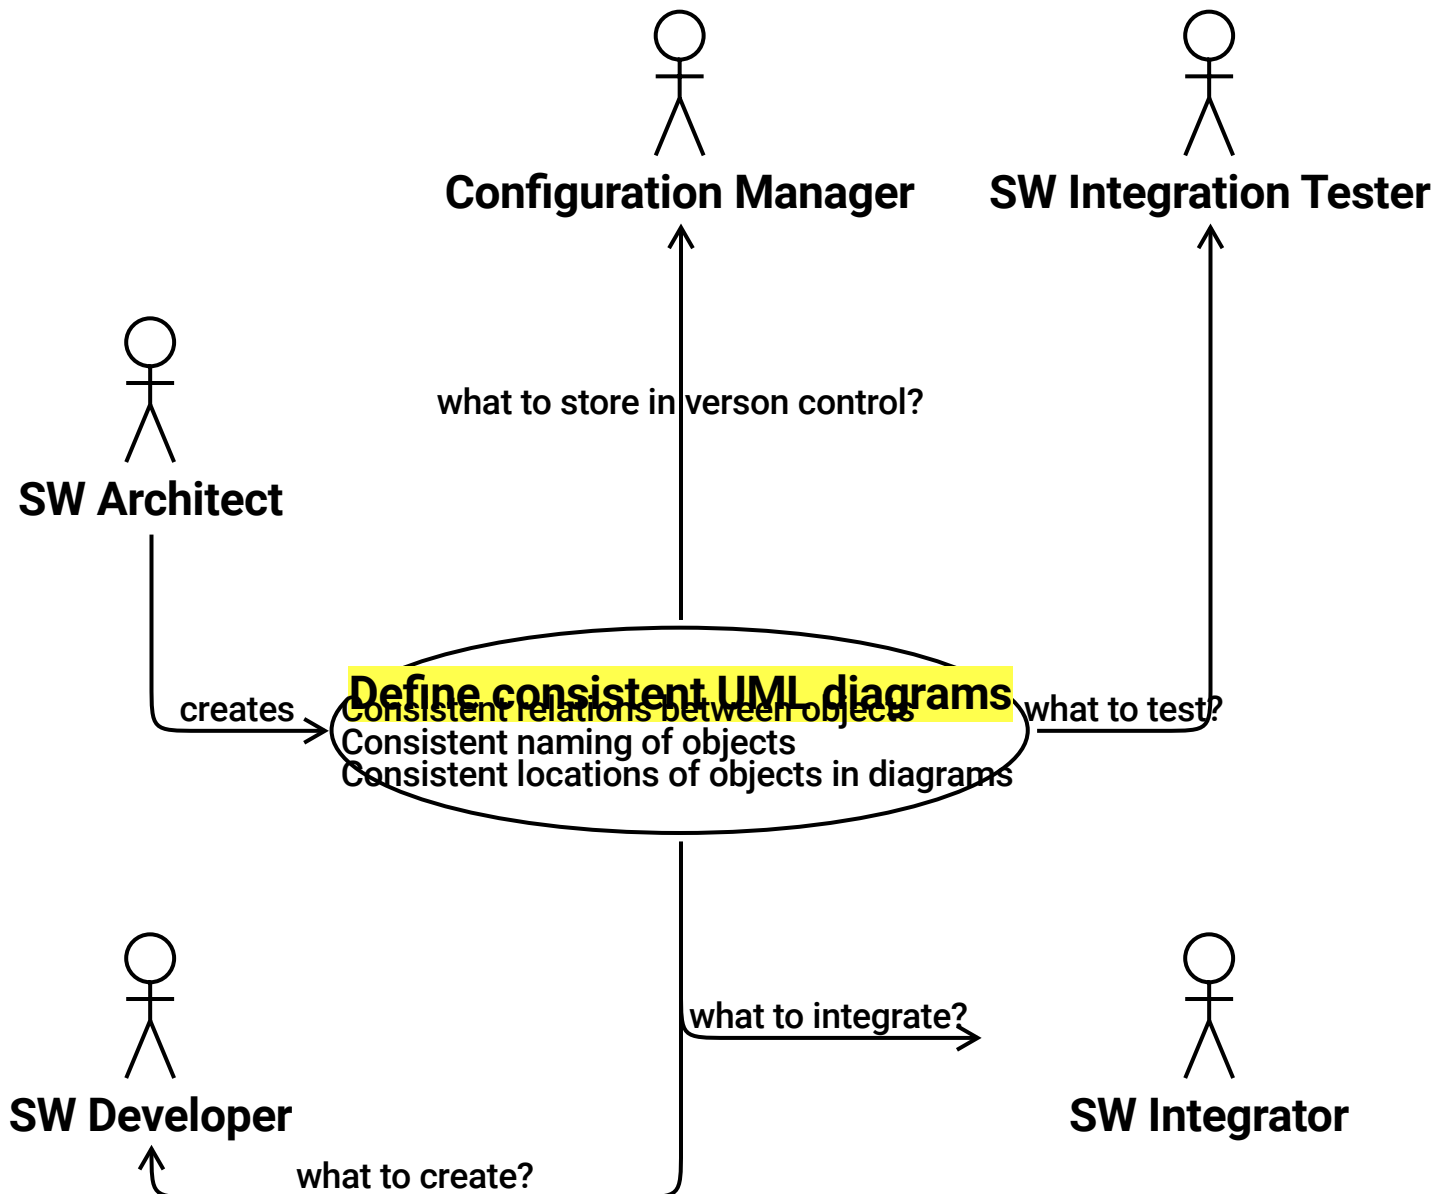 Configuration Manager
SW Integration Tester
what to store in verson control?
SW Architect
creates
Define consistent UML diagrams
Consistent relations between objects
Consistent naming of objects
Consistent locations of objects in diagrams
what to test?
what to integrate?
SW Developer
SW Integrator
what to create?